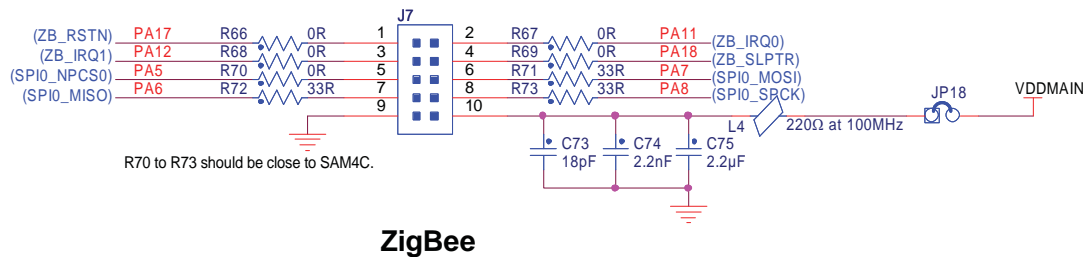 J7
(ZB_RSTN) PA17 R66 0R 1 2 R67 0R PA11 (ZB_IRQ0)
(ZB_IRQ1) PA12 R68 0R 3 4 R69 0R PA18 (ZB_SLPTR)
(SPI0_NPCS0) PA5 R70 0R 5 6 R71 33R PA7 (SPI0_MOSI)
(SPI0_MISO) PA6 R72 33R 7 8 R73 33R PA8 (SPI0_SPCK)
9 10
JP18 VDDMAIN
L4 220Ω at 100MHz
R70 to R73 should be close to SAM4C.
C73 C74 C75
18pF 2.2nF 2.2µF
ZigBee